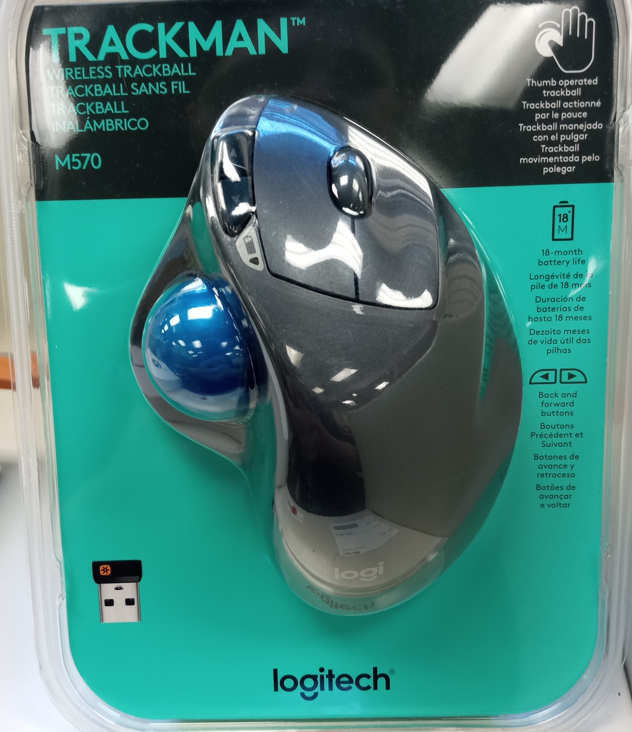 TRACKMAN™
WIRELESS TRACKBALL
TRACKBALL SANS FIL
TRACKBALL
INALÁMBRICO
M570
Thumb operated
trackball
Trackball actionné
par le pouce
Trackball manejado
con el pulgar
Trackball
movimentada pelo
polegar
18
M
18-month
battery life
Longévité de la
pile de 18 mois
Duración de
baterías de
hasta 18 meses
Dezoito meses
de vida útil das
pilhas
Back and
forward
buttons
Boutons
Précédent et
Suivant
Botones de
avance y
retroceso
Botões de
avançar
e voltar
logi
logitech
logitech®